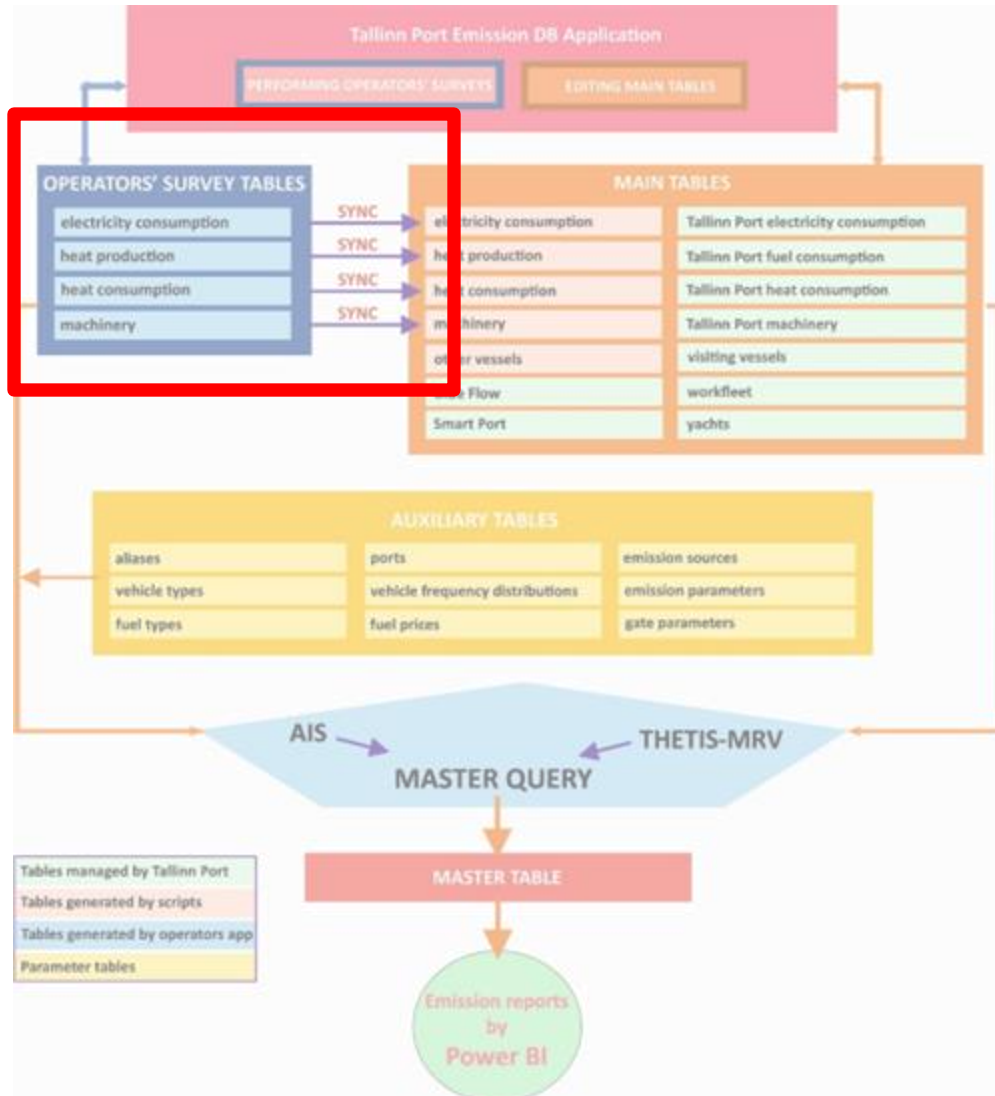 Tallinn Port Emission DB Application
PERFORMING OPERATORS' SURVEYS
EDITING MAIN TABLES
OPERATORS' SURVEY TABLES
electricity consumption
heat production
heat consumption
machinery
SYNC
SYNC
SYNC
SYNC
MAIN TABLES
electricity consumption
heat production
heat consumption
machinery
other vessels
Flow
Smart Port
Tallinn Port electricity consumption
Tallinn Port fuel consumption
Tallinn Port heat consumption
Tallinn Port machinery
visiting vessels
workfleet
yachts
AUXILIARY TABLES
aliases
vehicle types
fuel types
ports
vehicle frequency distributions
fuel prices
emission sources
emission parameters
gate parameters
AIS
THETIS-MRV
MASTER QUERY
MASTER TABLE
Tables managed by Tallinn Port
Tables generated by scripts
Tables generated by operators app
Parameter tables
Emission reports
by
Power BI